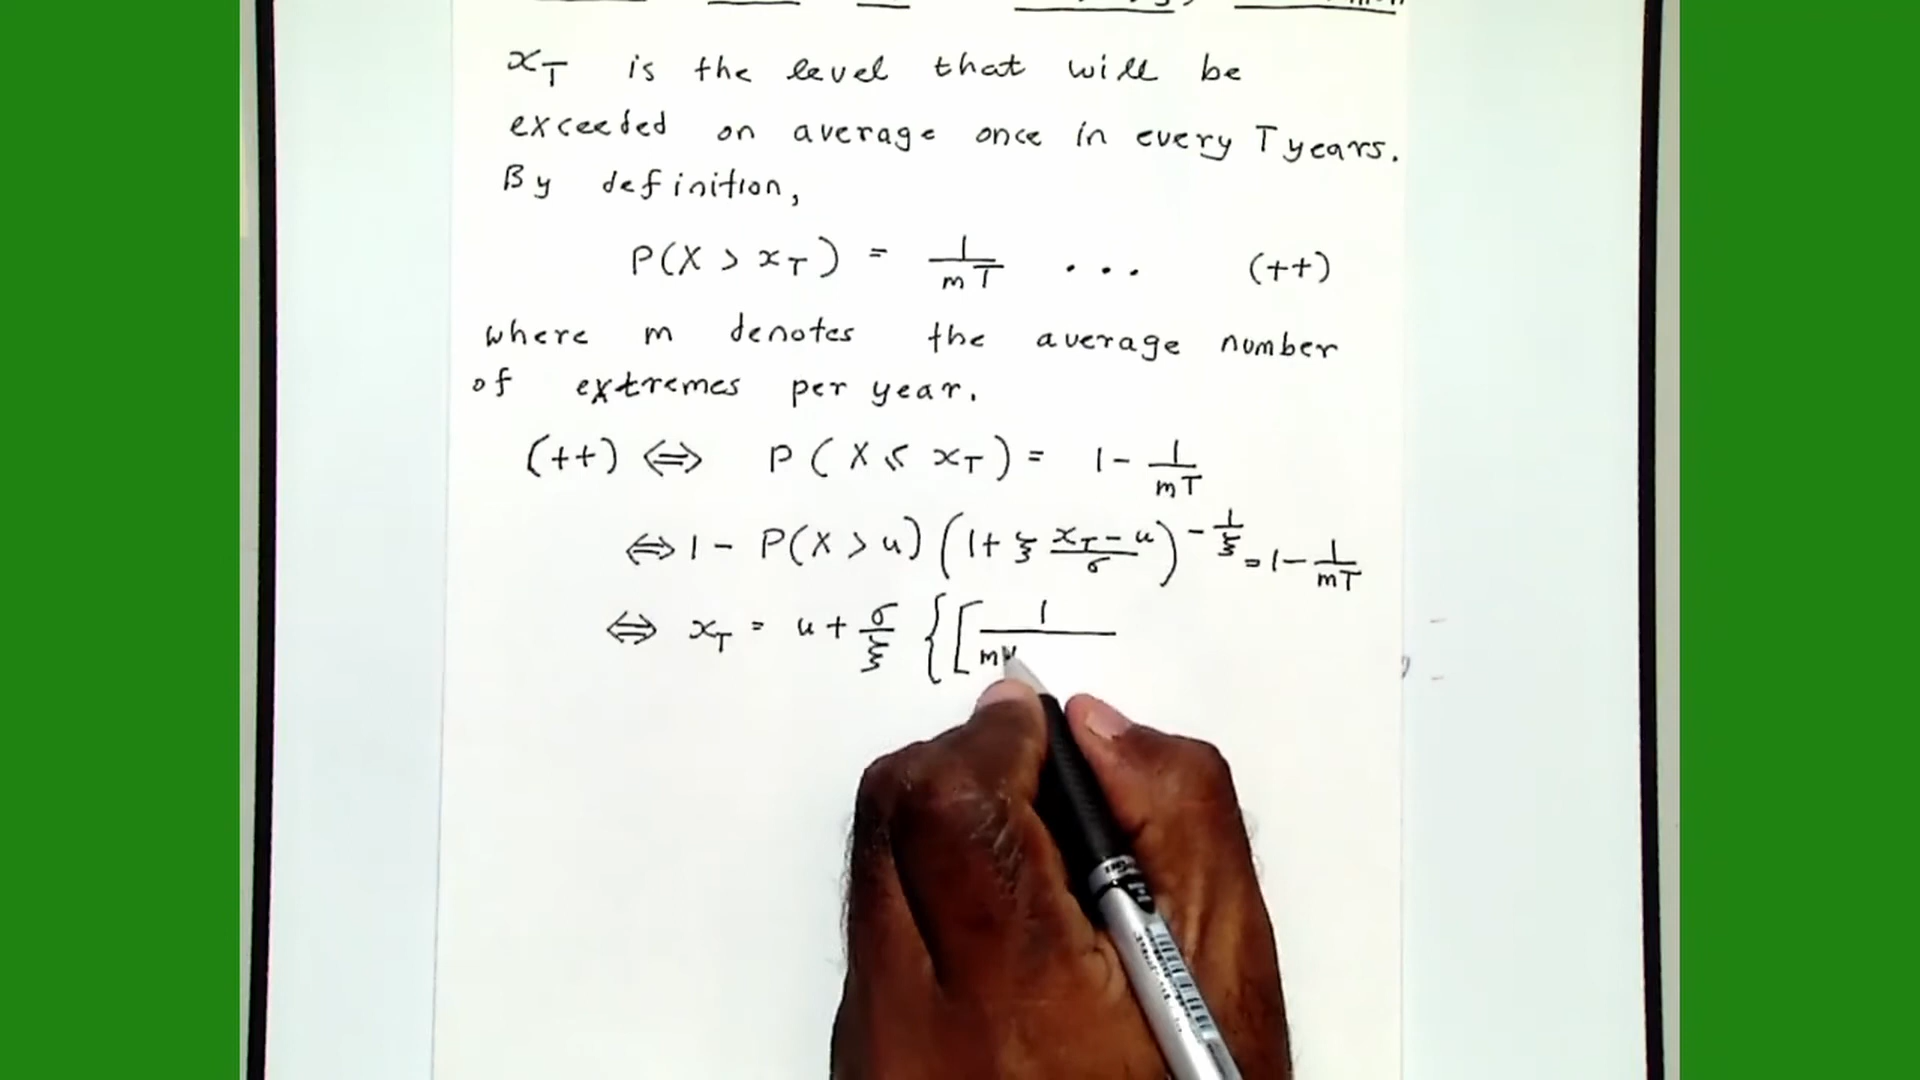 x_T is the level that will be
exceeded on average once in every T years.
By definition,
P(X > x_T) = 1/mT ... (++)
where m denotes the average number
of extremes per year.
(++) ⇔ P(X ≤ x_T) = 1 - 1/mT
⇔ 1 - P(X > u) (1 + ξ (x_T - u)/σ)^(-1/ξ) = 1 - 1/mT
⇔ x_T = u + σ/ξ {[1/m